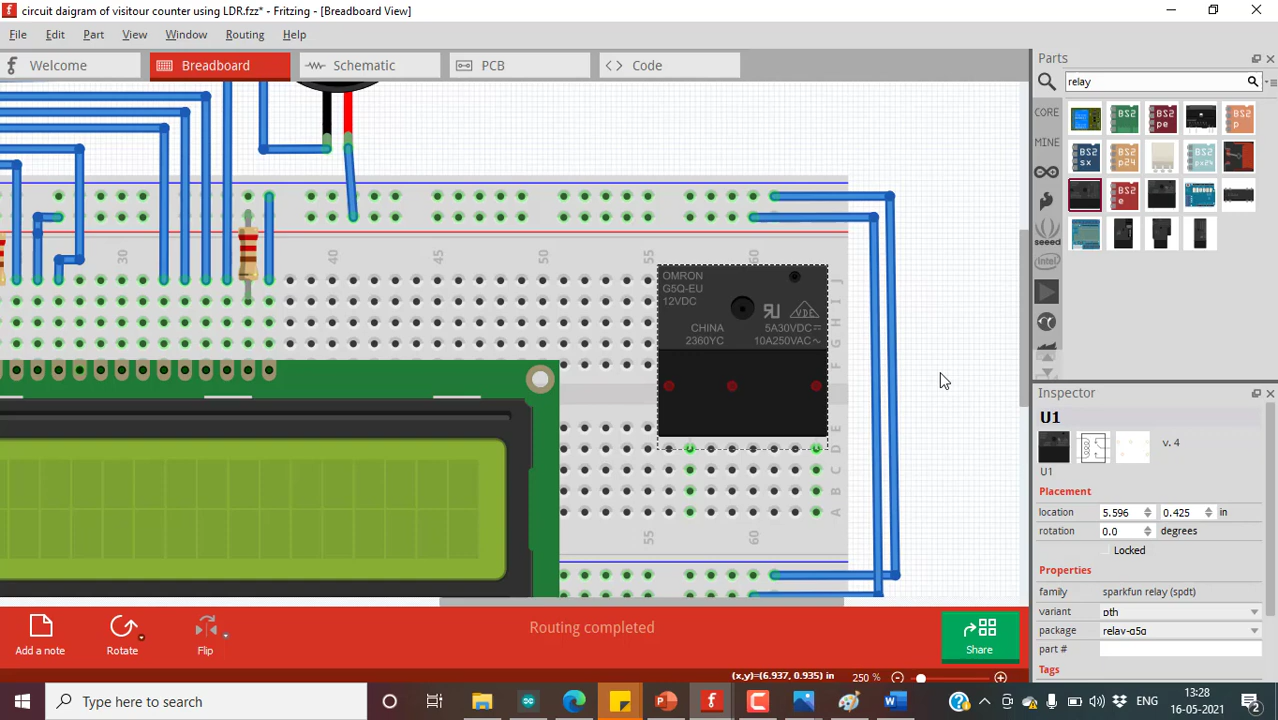 circuit daigram of visitour counter using LDR.fzz* - Fritzing - [Breadboard View]
File Edit Part View Window Routing Help
Welcome Breadboard Schematic PCB Code
Parts
relay
CORE
MINE
seeed
intel
30 40 45 50 55 60
J
I
H
G
F
E
D
C
B
A
OMRON
G5Q-EU
12VDC
CHINA 5A30VDC
2360YC 10A250VAC
55 60
Inspector
U1
v. 4
U1
Placement
location 5.596 0.425 in
rotation 0.0 degrees
Locked
Properties
family sparkfun relay (spdt)
variant pth
package relay-g5q
part #
Tags
Add a note Rotate Flip
Routing completed
Share
(x,y)=(6.937, 0.935) in 250 %
Type here to search
ENG
13:28
16-05-2021
2